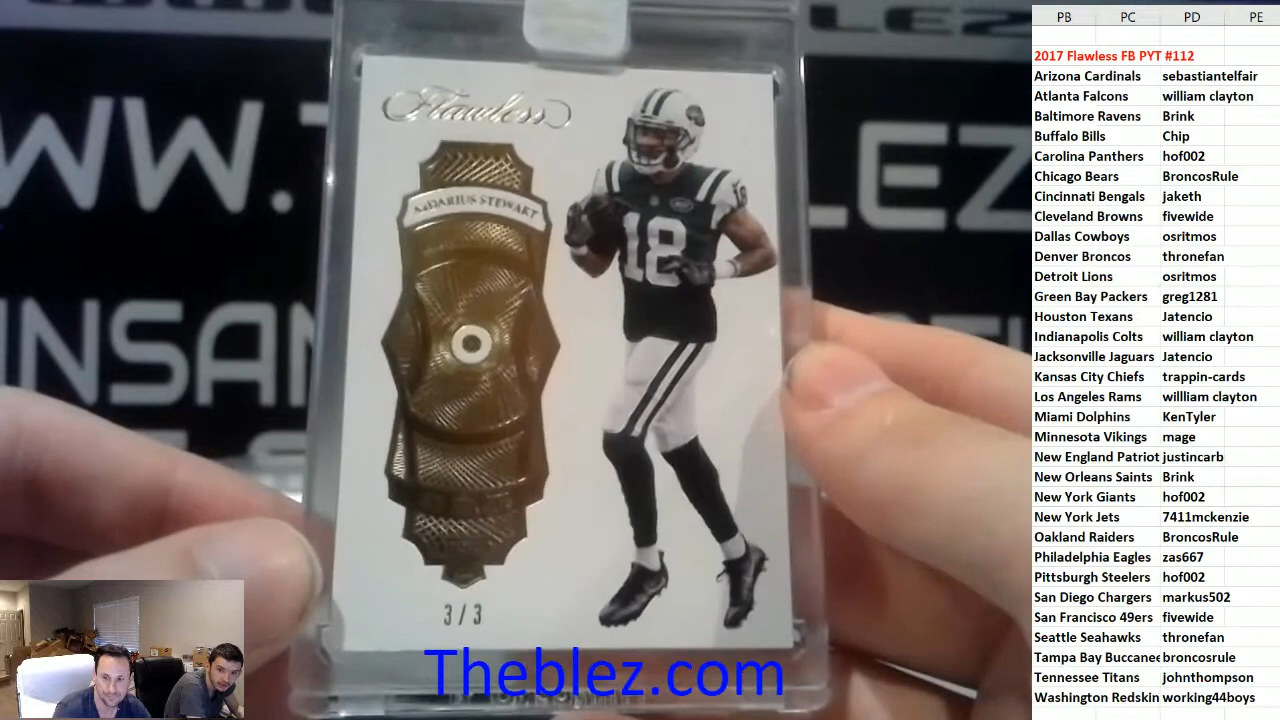 WWW.
LEZ
INSAN
Flawless
ArDARIUS STEWART
18
18
3 / 3
Theblez.com
PB PC PD PE
2017 Flawless FB PYT #112
Arizona Cardinals sebastiantelfair
Atlanta Falcons william clayton
Baltimore Ravens Brink
Buffalo Bills Chip
Carolina Panthers hof002
Chicago Bears BroncosRule
Cincinnati Bengals jaketh
Cleveland Browns fivewide
Dallas Cowboys osritmos
Denver Broncos thronefan
Detroit Lions osritmos
Green Bay Packers greg1281
Houston Texans Jatencio
Indianapolis Colts william clayton
Jacksonville Jaguars Jatencio
Kansas City Chiefs trappin-cards
Los Angeles Rams willliam clayton
Miami Dolphins KenTyler
Minnesota Vikings mage
New England Patriot justincarb
New Orleans Saints Brink
New York Giants hof002
New York Jets 7411mckenzie
Oakland Raiders BroncosRule
Philadelphia Eagles zas667
Pittsburgh Steelers hof002
San Diego Chargers markus502
San Francisco 49ers fivewide
Seattle Seahawks thronefan
Tampa Bay Buccanee broncosrule
Tennessee Titans johnthompson
Washington Redskin working44boys